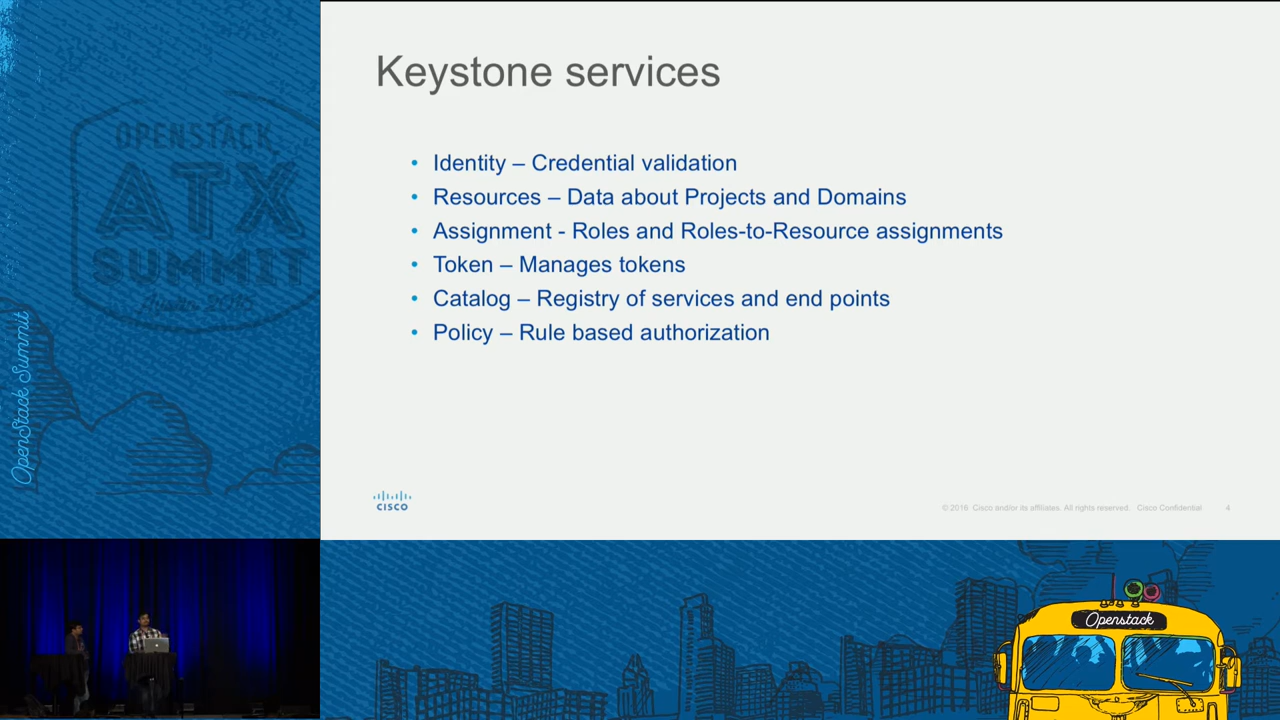 Keystone services
• Identity – Credential validation
• Resources – Data about Projects and Domains
• Assignment - Roles and Roles-to-Resource assignments
• Token – Manages tokens
• Catalog – Registry of services and end points
• Policy – Rule based authorization
CISCO
© 2016 Cisco and/or its affiliates. All rights reserved. Cisco Confidential 4
OPENSTACK
ATX
SUMMIT
Austin 2016
OpenStack Summit
Openstack